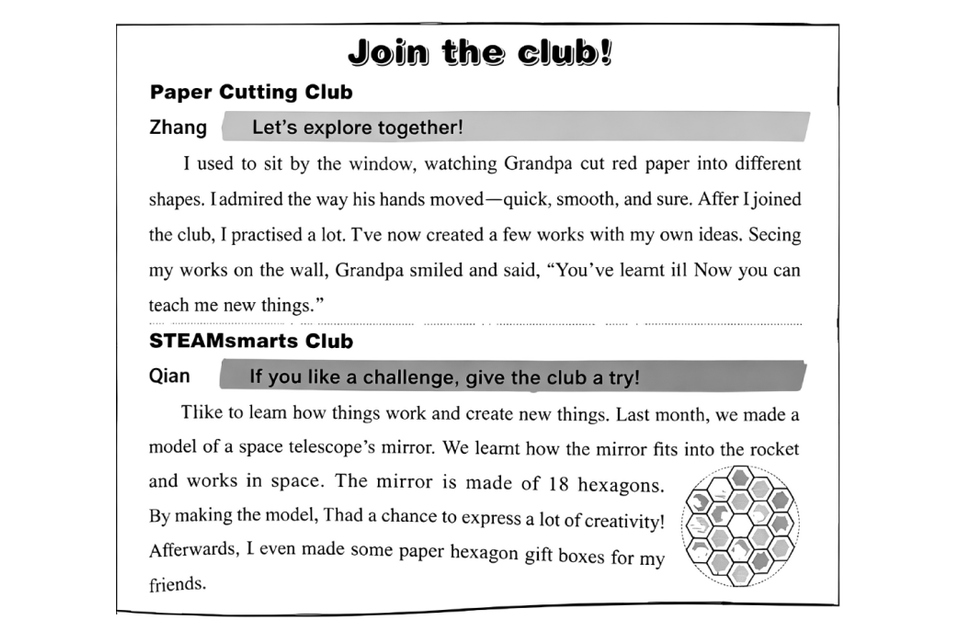 Join the club!
Paper Cutting Club
Zhang Let's explore together!
I used to sit by the window, watching Grandpa cut red paper into different
shapes. I admired the way his hands moved—quick, smooth, and sure. Affer I joined
the club, I practised a lot. T've now created a few works with my own ideas. Secing
my works on the wall, Grandpa smiled and said, "You've learnt itl Now you can
teach me new things."
STEAMsmarts Club
Qian If you like a challenge, give the club a try!
Tlike to learn how things work and create new things. Last month, we made a
model of a space telescope's mirror. We learnt how the mirror fits into the rocket
and works in space. The mirror is made of 18 hexagons.
By making the model, Thad a chance to express a lot of creativity!
Afferwards, I even made some paper hexagon gift boxes for my
friends.